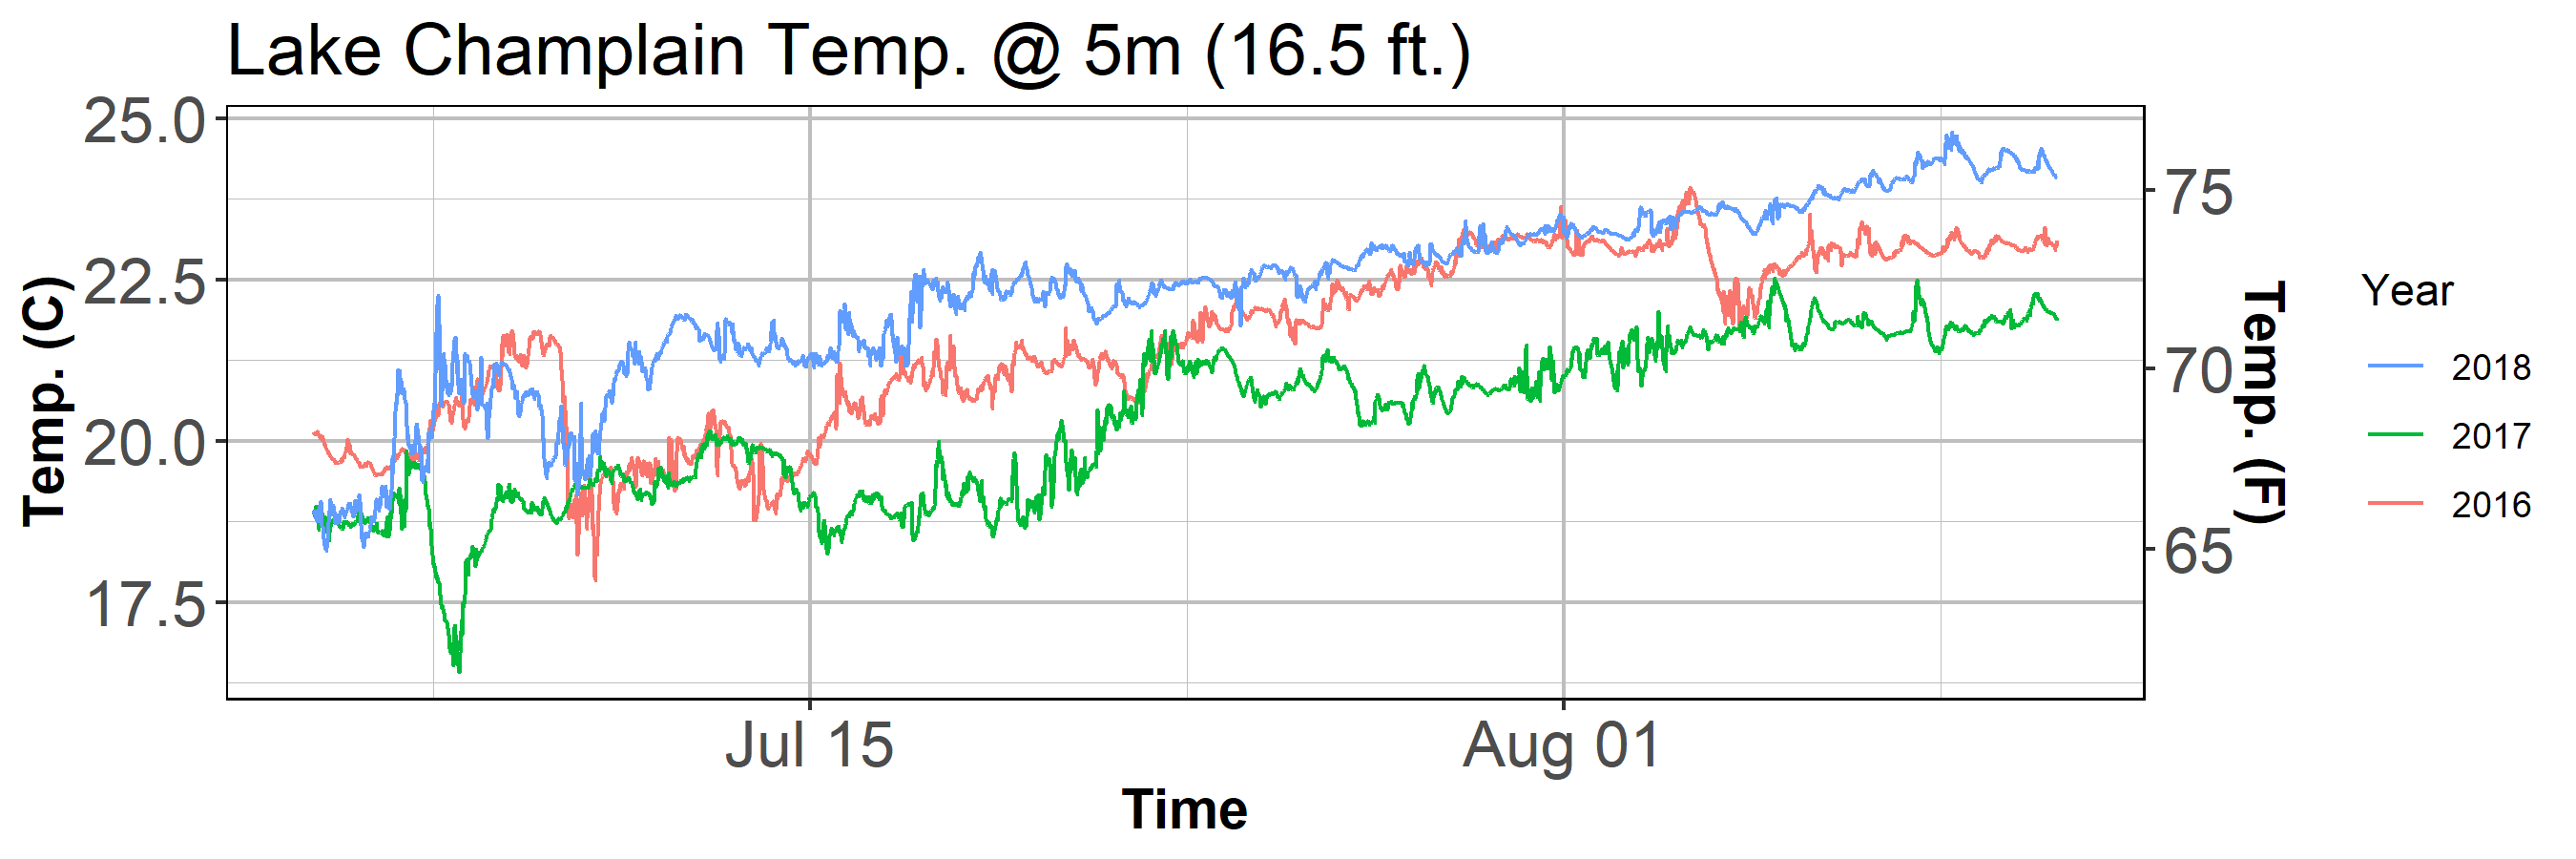 Lake Champlain Temp. @ 5m (16.5 ft.)
25.0
22.5
20.0
17.5
Temp. (C)
75
70
65
Temp. (F)
Jul 15
Aug 01
Time
Year
2018
2017
2016